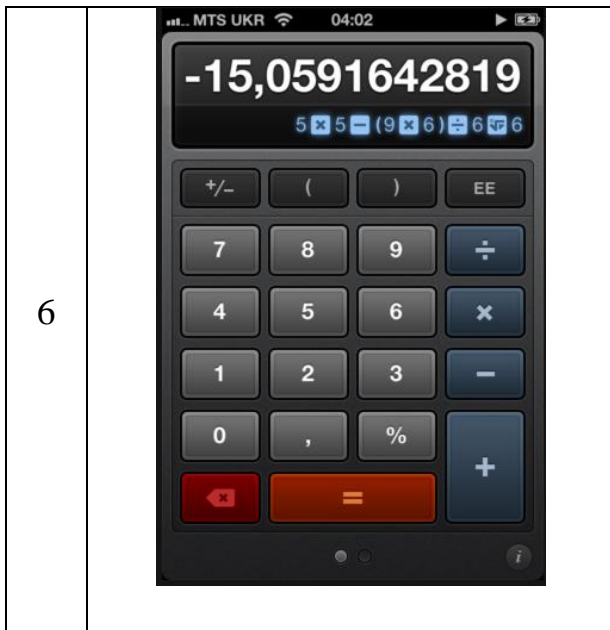 MTS UKR 04:02
-15,0591642819
5×5−(9×6)÷6ʸ√6
+/− ( ) EE
7 8 9 ÷
6
4 5 6 ×
1 2 3 −
0 , % +
=
i